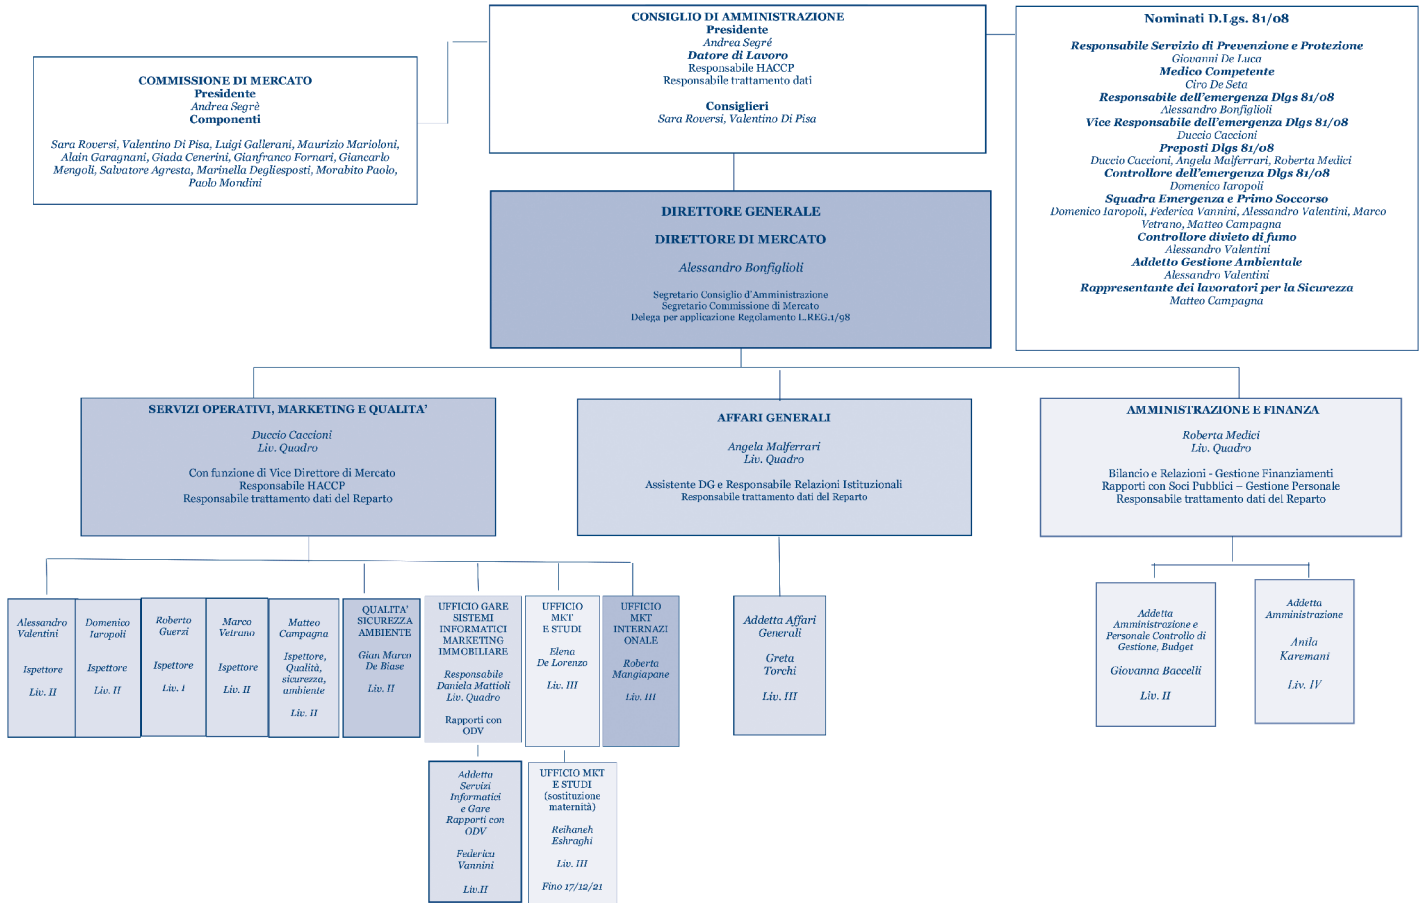 CONSIGLIO DI AMMINISTRAZIONE
Presidente
Andrea Segré
Datore di Lavoro
Responsabile HACCP
Responsabile trattamento dati
Consiglieri
Sara Roversi, Valentino Di Pisa
COMMISSIONE DI MERCATO
Presidente
Andrea Segrè
Componenti
Sara Roversi, Valentino Di Pisa, Luigi Gallerani, Maurizio Marioloni,
Alain Garagnani, Giada Cenerini, Gianfranco Fornari, Giancarlo
Mengoli, Salvatore Agresta, Marinella Degliesposti, Morabito Paolo,
Paolo Mondini
Nominati D.Lgs. 81/08
Responsabile Servizio di Prevenzione e Protezione
Giovanni De Luca
Medico Competente
Ciro De Seta
Responsabile dell'emergenza Dlgs 81/08
Alessandro Bonfiglioli
Vice Responsabile dell'emergenza Dlgs 81/08
Duccio Caccioni
Preposti Dlgs 81/08
Duccio Caccioni, Angela Malferrari, Roberta Medici
Controllore dell'emergenza Dlgs 81/08
Domenico Iaropoli
Squadra Emergenza e Primo Soccorso
Domenico Iaropoli, Federica Vannini, Alessandro Valentini, Marco
Vetrano, Matteo Campagna
Controllore divieto di fumo
Alessandro Valentini
Addetto Gestione Ambientale
Alessandro Valentini
Rappresentante dei lavoratori per la Sicurezza
Matteo Campagna
DIRETTORE GENERALE
DIRETTORE DI MERCATO
Alessandro Bonfiglioli
Segretario Consiglio d'Amministrazione
Segretario Commissione di Mercato
Delega per applicazione Regolamento L.REG.1/98
SERVIZI OPERATIVI, MARKETING E QUALITA'
Duccio Caccioni
Liv. Quadro
Con funzione di Vice Direttore di Mercato
Responsabile HACCP
Responsabile trattamento dati del Reparto
AFFARI GENERALI
Angela Malferrari
Liv. Quadro
Assistente DG e Responsabile Relazioni Istituzionali
Responsabile trattamento dati del Reparto
AMMINISTRAZIONE E FINANZA
Roberta Medici
Liv. Quadro
Bilancio e Relazioni - Gestione Finanziamenti
Rapporti con Soci Pubblici – Gestione Personale
Responsabile trattamento dati del Reparto
Alessandro
Valentini
Ispettore
Liv. II
Domenico
Iaropoli
Ispettore
Liv. II
Roberto
Guerzi
Ispettore
Liv. I
Marco
Vetrano
Ispettore
Liv. II
Matteo
Campagna
Ispettore,
Qualità,
sicurezza,
ambiente
Liv. II
QUALITA'
SICUREZZA
AMBIENTE
Gian Marco
De Biase
Liv. II
UFFICIO GARE
SISTEMI
INFORMATICI
MARKETING
IMMOBILIARE
Responsabile
Daniela Mattioli
Liv. Quadro
Rapporti con
ODV
UFFICIO
MKT
E STUDI
Elena
De Lorenzo
Liv. III
UFFICIO
MKT
INTERNAZI
ONALE
Roberta
Mangiapane
Liv. III
Addetta Affari
Generali
Greta
Torchi
Liv. III
Addetta
Amministrazione e
Personale Controllo di
Gestione, Budget
Giovanna Baccelli
Liv. II
Addetta
Amministrazione
Anila
Karemani
Liv. IV
Addetta
Servizi
Informatici
e Gare
Rapporti con
ODV
Federica
Vannini
Liv.II
UFFICIO MKT
E STUDI
(sostituzione
maternità)
Reihaneh
Eshraghi
Liv. III
Fino 17/12/21